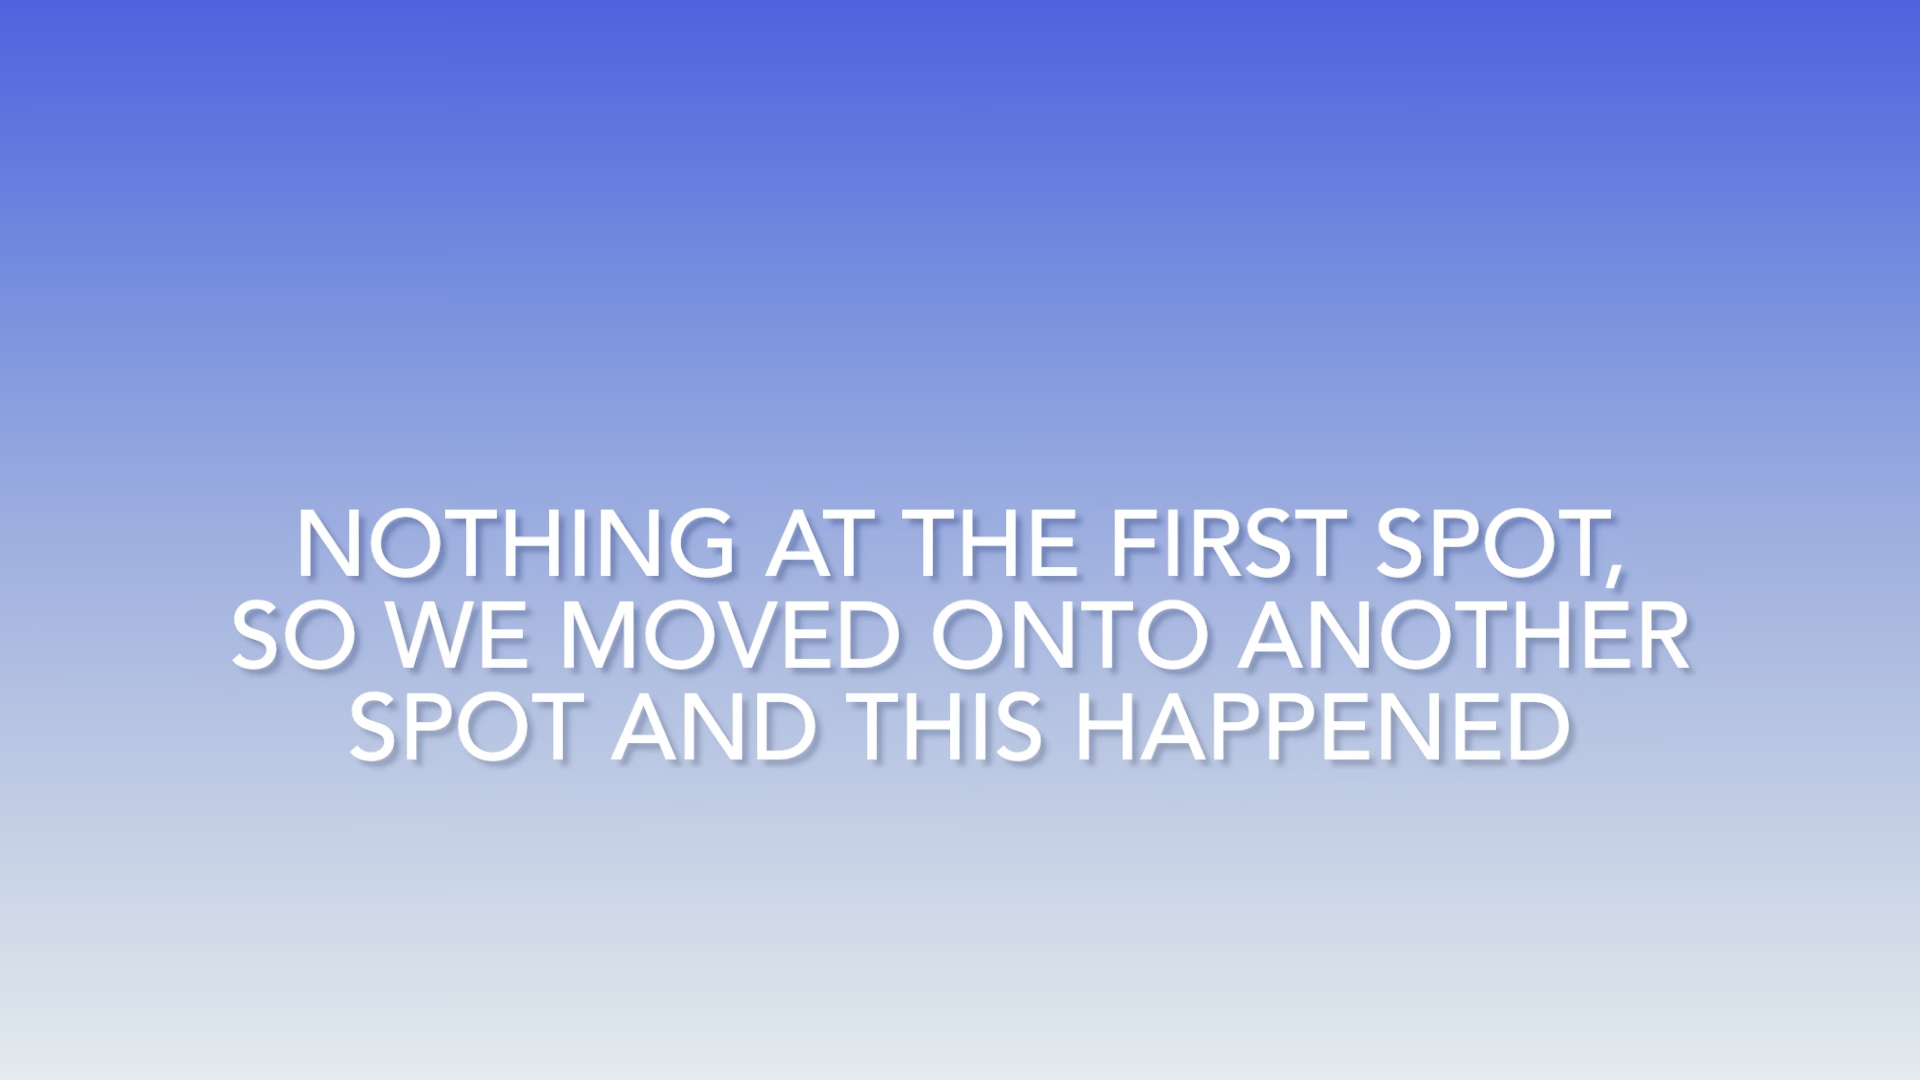 NOTHING AT THE FIRST SPOT,
SO WE MOVED ONTO ANOTHER
SPOT AND THIS HAPPENED